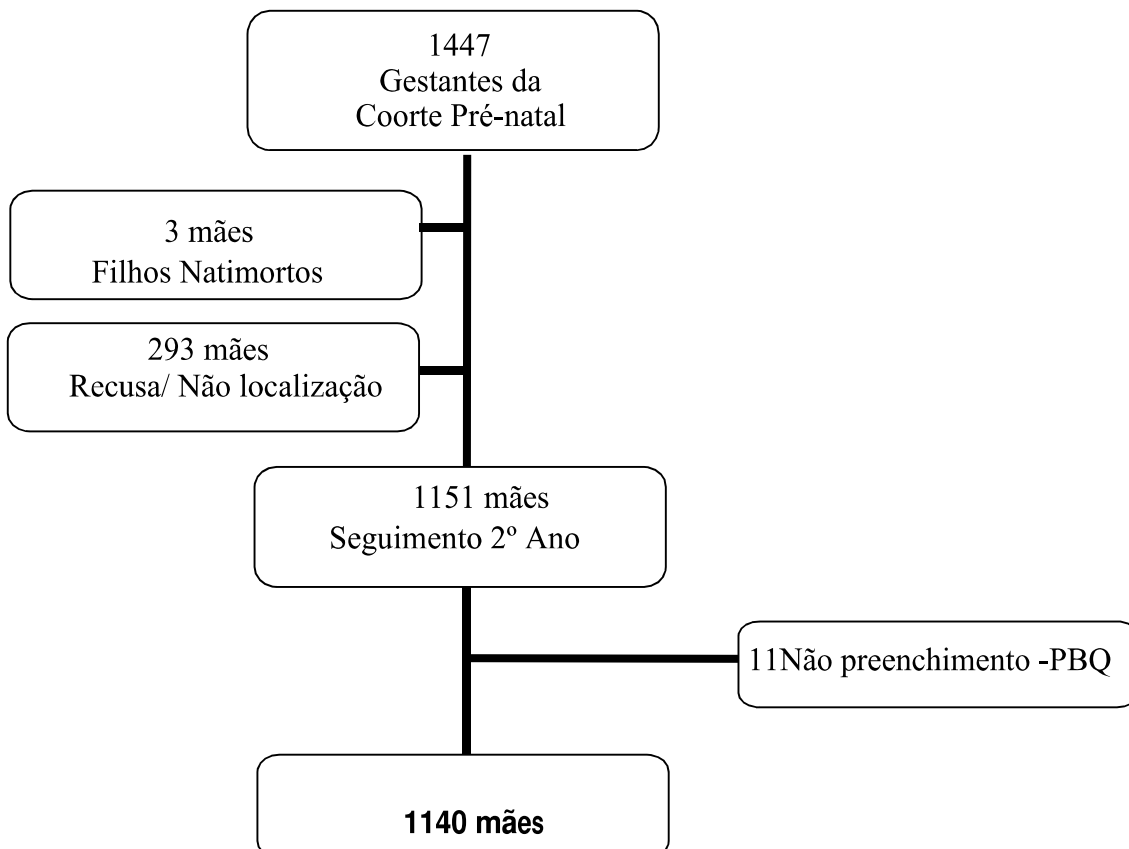 1447
Gestantes da
Coorte Pré-natal
3 mães
Filhos Natimortos
293 mães
Recusa/ Não localização
1151 mães
Seguimento 2º Ano
11Não preenchimento -PBQ
1140 mães